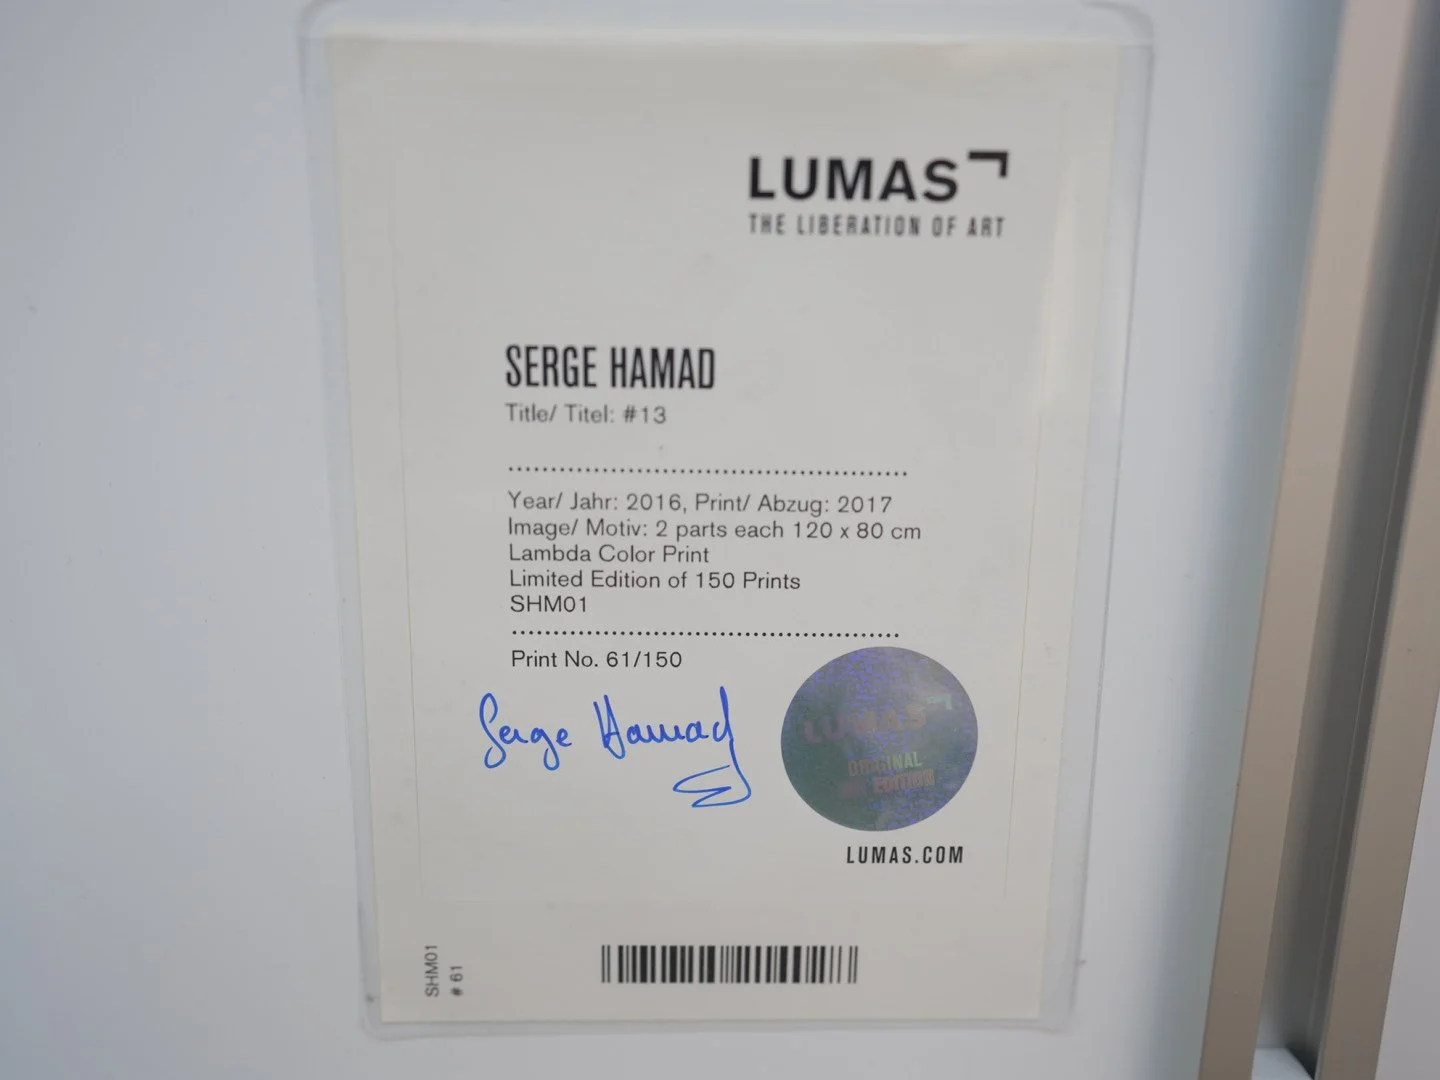 LUMAS
THE LIBERATION OF ART
SERGE HAMAD
Title/ Titel: #13
Year/ Jahr: 2016, Print/ Abzug: 2017
Image/ Motiv: 2 parts each 120 x 80 cm
Lambda Color Print
Limited Edition of 150 Prints
SHM01
Print No. 61/150
Serge Hamad
LUMAS
ORIGINAL
EDITION
LUMAS.COM
SHM01
# 61